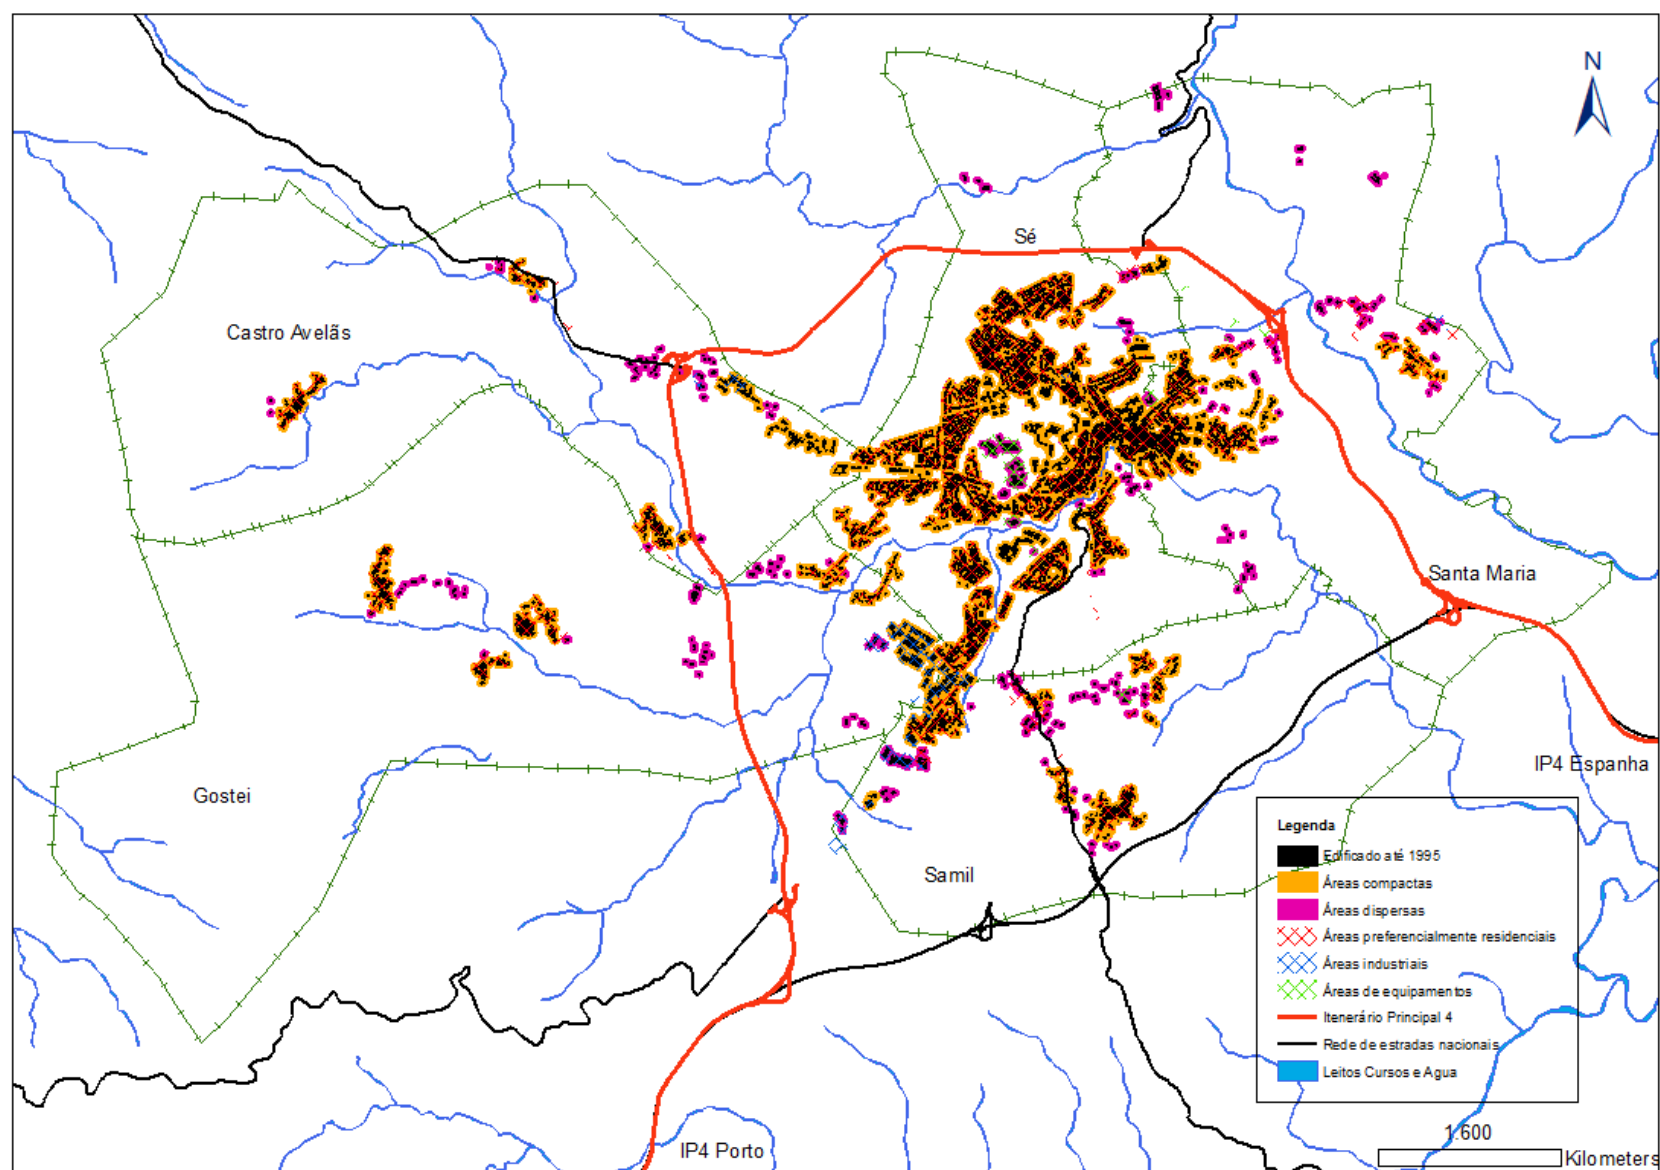 N
Sé
Castro Avelãs
Santa Maria
IP4 Espanha
Gostei
Samil
Legenda
Edificado até 1995
Áreas compactas
Áreas dispersas
Áreas preferencialmente residenciais
Áreas industriais
Áreas de equipamentos
Itenerário Principal 4
Rede de estradas nacionais
Leitos Cursos e Agua
1.600
IP4 Porto
Kilometers